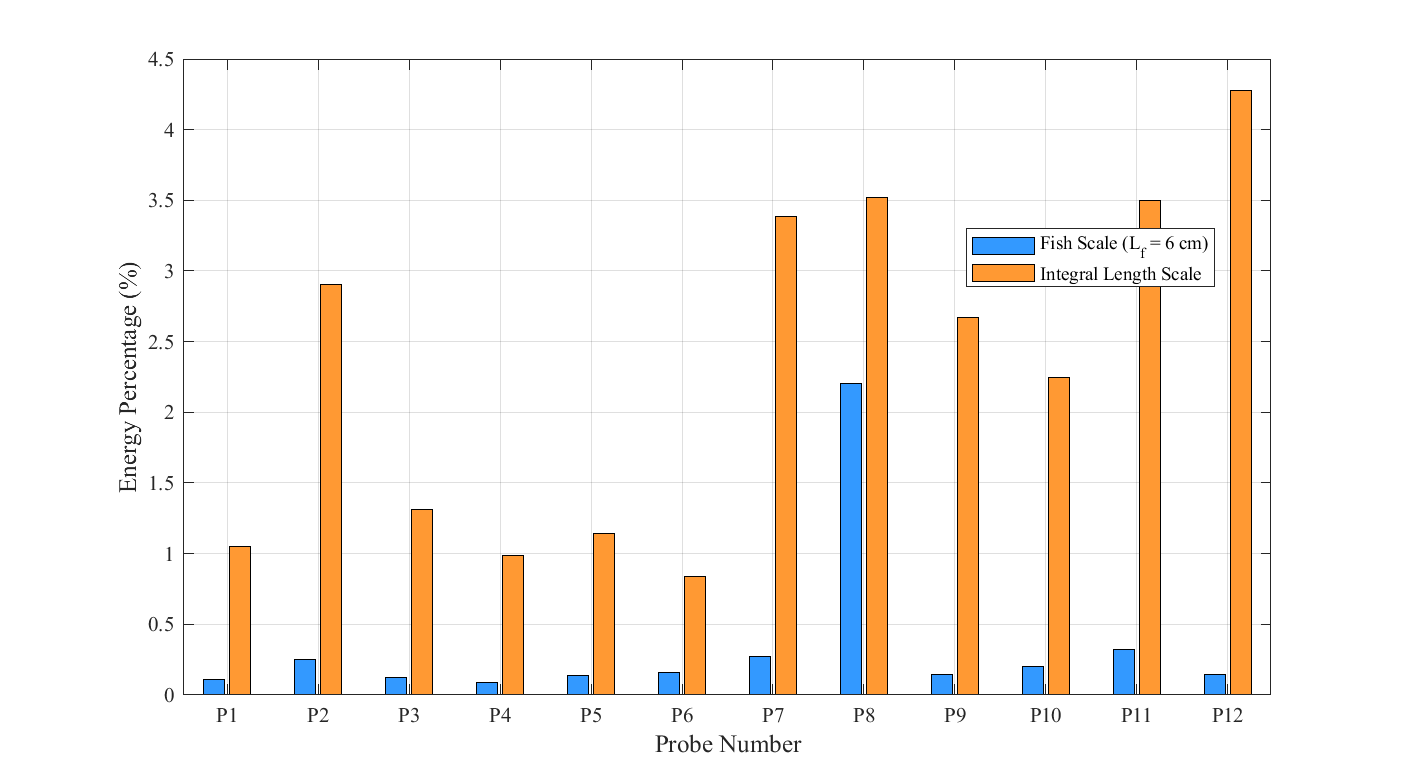 4.5
4
3.5
3
2.5
2
1.5
1
0.5
0
Energy Percentage (%)
Fish Scale (L_f = 6 cm)
Integral Length Scale
P1 P2 P3 P4 P5 P6 P7 P8 P9 P10 P11 P12
Probe Number